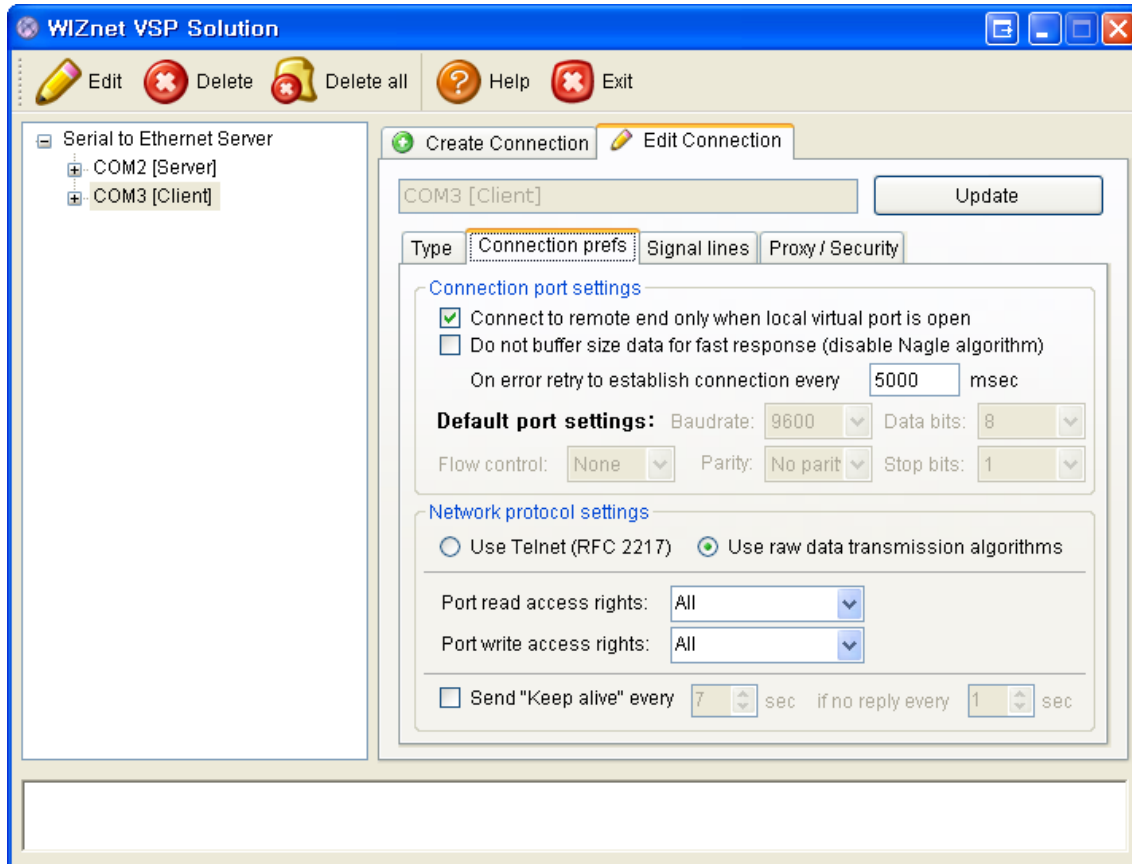 WIZnet VSP Solution
Edit Delete Delete all Help Exit
Serial to Ethernet Server
COM2 [Server]
COM3 [Client]
Create Connection Edit Connection
COM3 [Client] Update
Type Connection prefs Signal lines Proxy / Security
Connection port settings
Connect to remote end only when local virtual port is open
Do not buffer size data for fast response (disable Nagle algorithm)
On error retry to establish connection every 5000 msec
Default port settings: Baudrate: 9600 Data bits: 8
Flow control: None Parity: No parit Stop bits: 1
Network protocol settings
Use Telnet (RFC 2217) Use raw data transmission algorithms
Port read access rights: All
Port write access rights: All
Send "Keep alive" every 7 sec if no reply every 1 sec